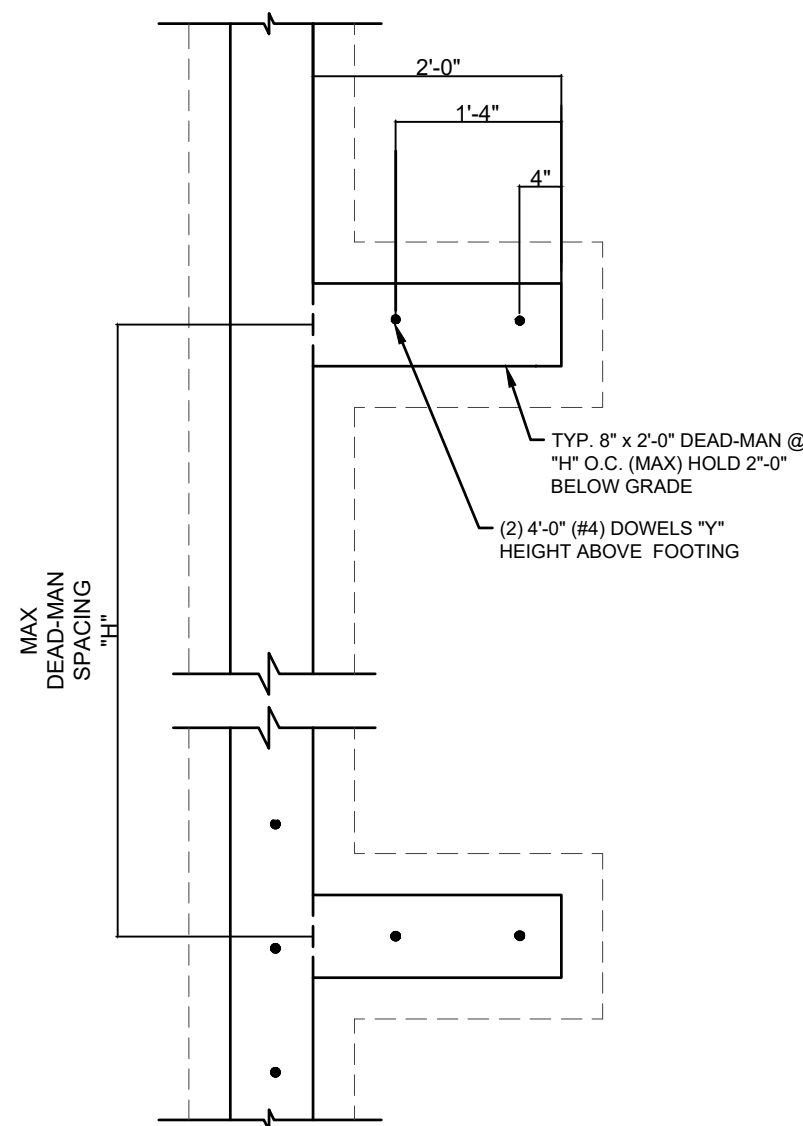 2'-0"
1'-4"
4"
TYP. 8" x 2'-0" DEAD-MAN @
"H" O.C. (MAX) HOLD 2"-0"
BELOW GRADE
(2) 4'-0" (#4) DOWELS "Y"
HEIGHT ABOVE FOOTING
MAX
DEAD-MAN
SPACING
"H"